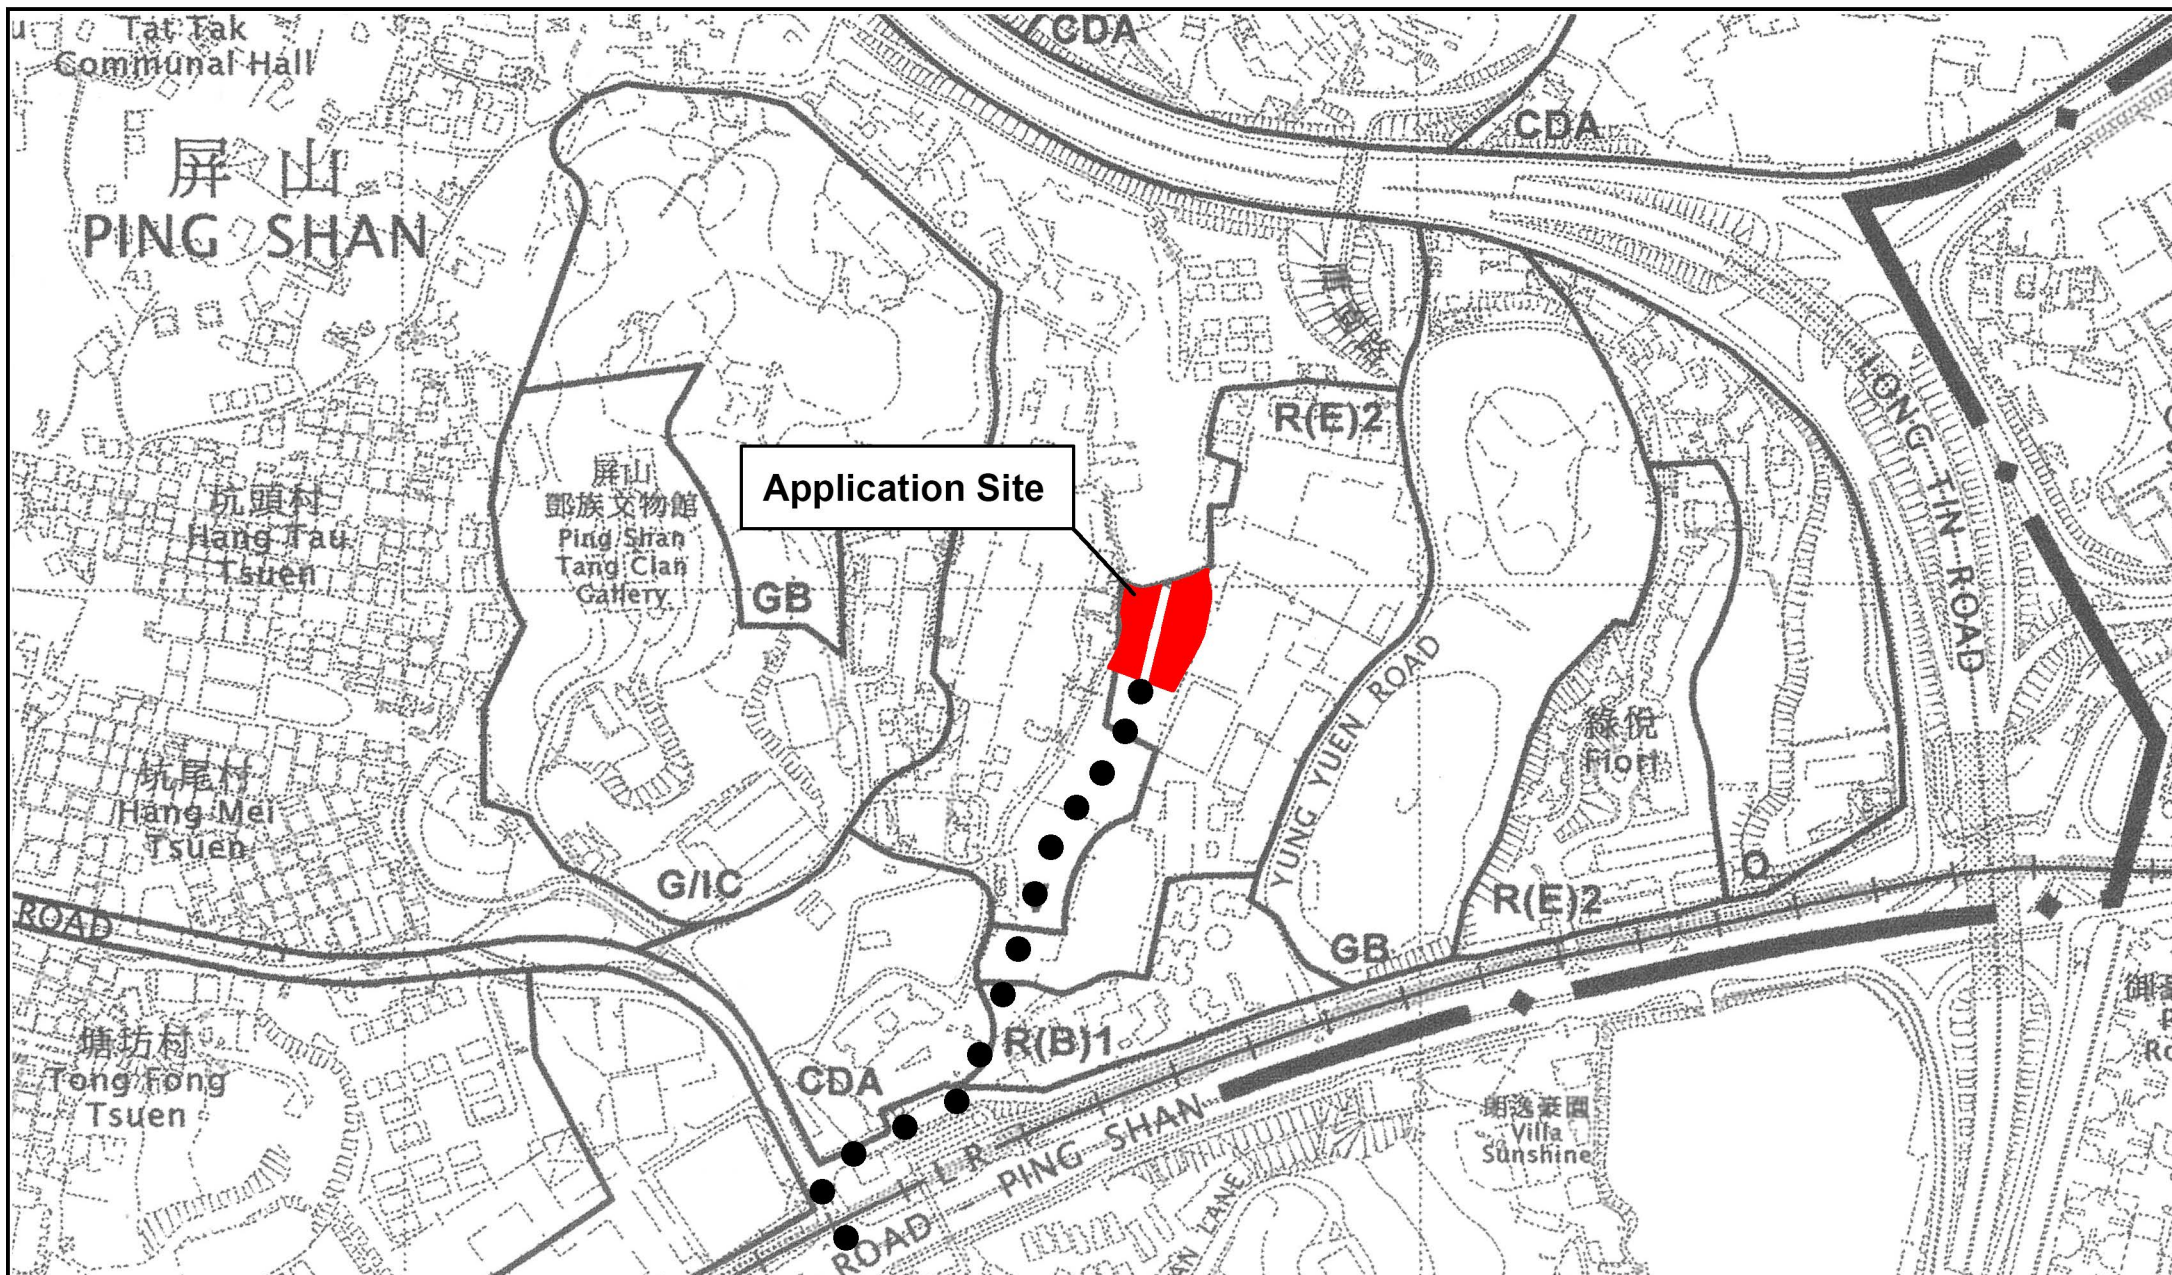 Tat Tak
Communal Hall
CDA
CDA
屏 山
PING SHAN
R(E)2
LONG TIN ROAD
Application Site
屏山
鄧族文物館
Ping Shan
Tang Clan
Gallery
坑頭村
Hang Tau
Tsuen
GB
YUNG YUEN ROAD
綠悅
Fiori
坑尾村
Hang Mei
Tsuen
G/IC
O
R(E)2
ROAD
GB
塘坊村
Tong Fong
Tsuen
R(B)1
CDA
朗逸豪園
Villa
Sunshine
L R
ROAD PING SHAN
LANE